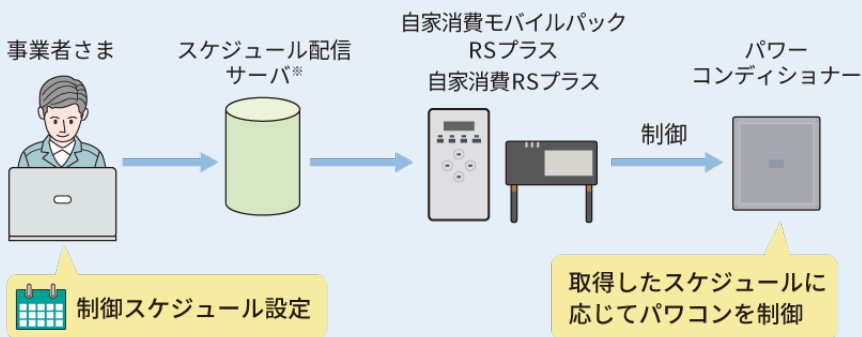 事業者さま
スケジュール配信
サーバ※
自家消費モバイルパック
RSプラス
自家消費RSプラス
制御
パワー
コンディショナー
制御スケジュール設定
取得したスケジュールに
応じてパワコンを制御